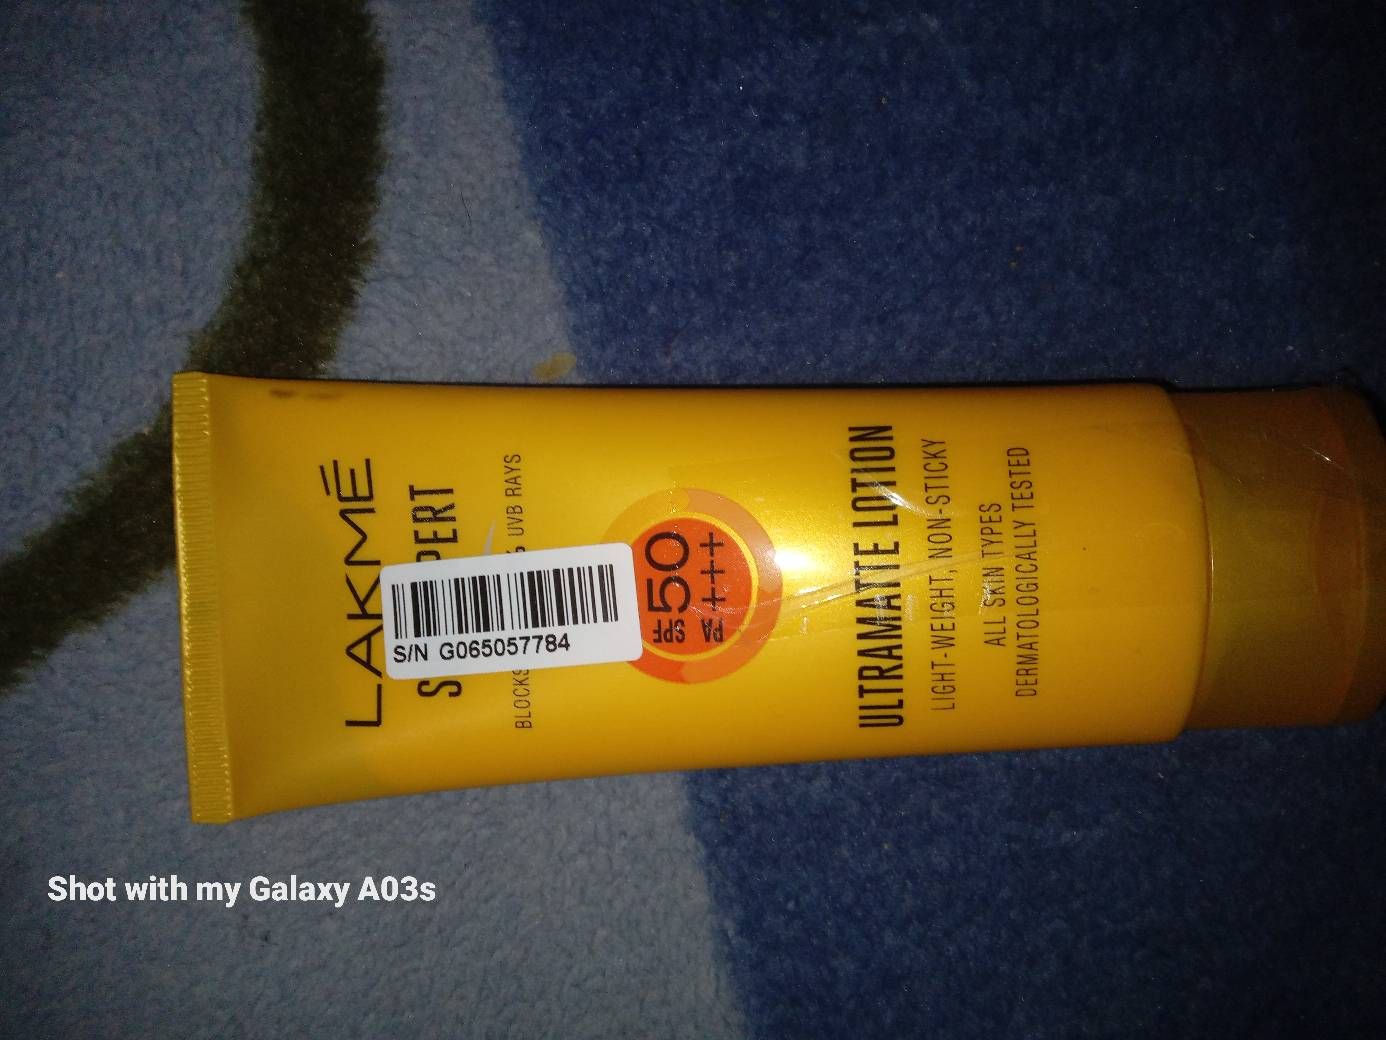 LAKMĒ
S PERT
BLOCKS UVB RAYS
S/N G065057784
SPF 50
PA +++
ULTRAMATTE LOTION
LIGHT-WEIGHT, NON-STICKY
ALL SKIN TYPES
DERMATOLOGICALLY TESTED
Shot with my Galaxy A03s